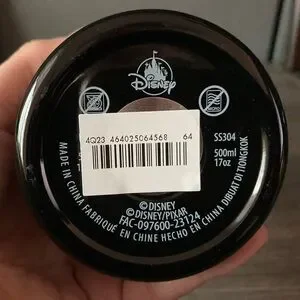 Disney
4Q23 464025064568 64
SS304
500ml
17oz
©DISNEY
©DISNEY/PIXAR
FAC-097600-23124
MADE IN CHINA FABRIQUÉ EN CHINE HECHO EN CHINA DIBUAT DI TIONGKOK